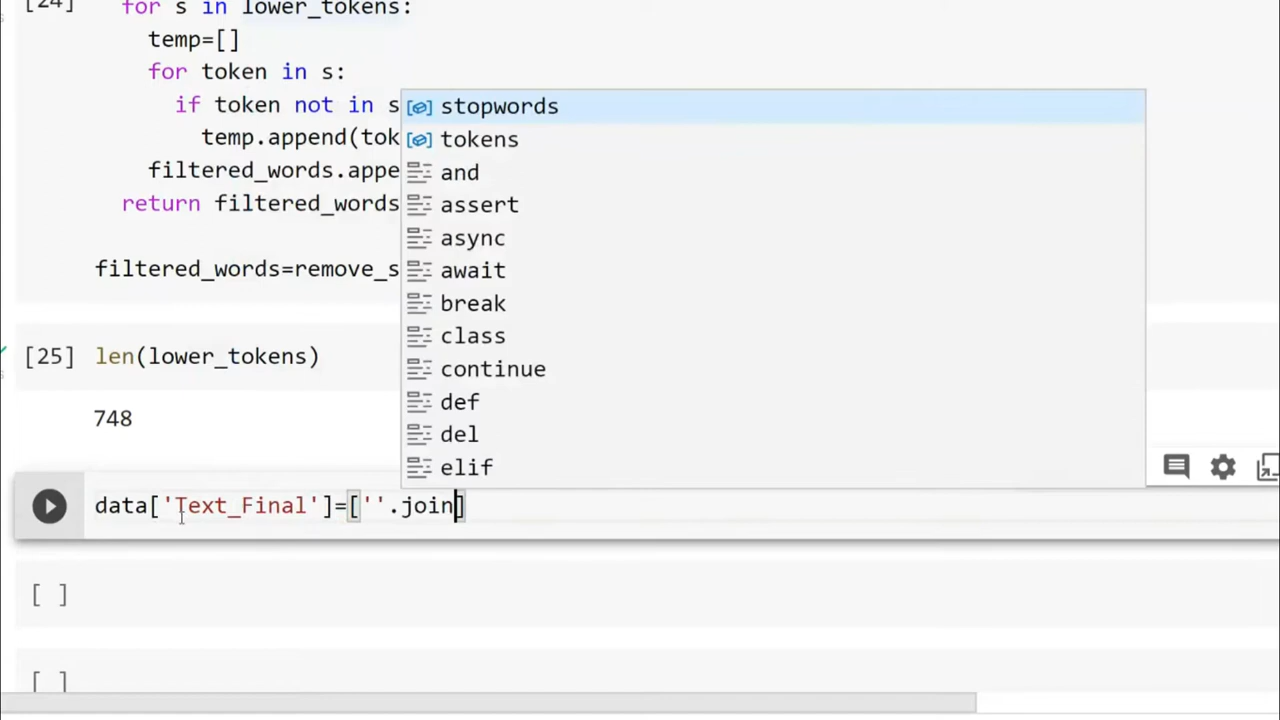 [24] for s in lower_tokens:
temp=[]
for token in s:
if token not in s
temp.append(tok
filtered_words.appe
return filtered_words
filtered_words=remove_s
stopwords
tokens
and
assert
async
await
break
class
continue
def
del
elif
[25] len(lower_tokens)
748
data['Text_Final']=[''.join]
[ ]
[ ]